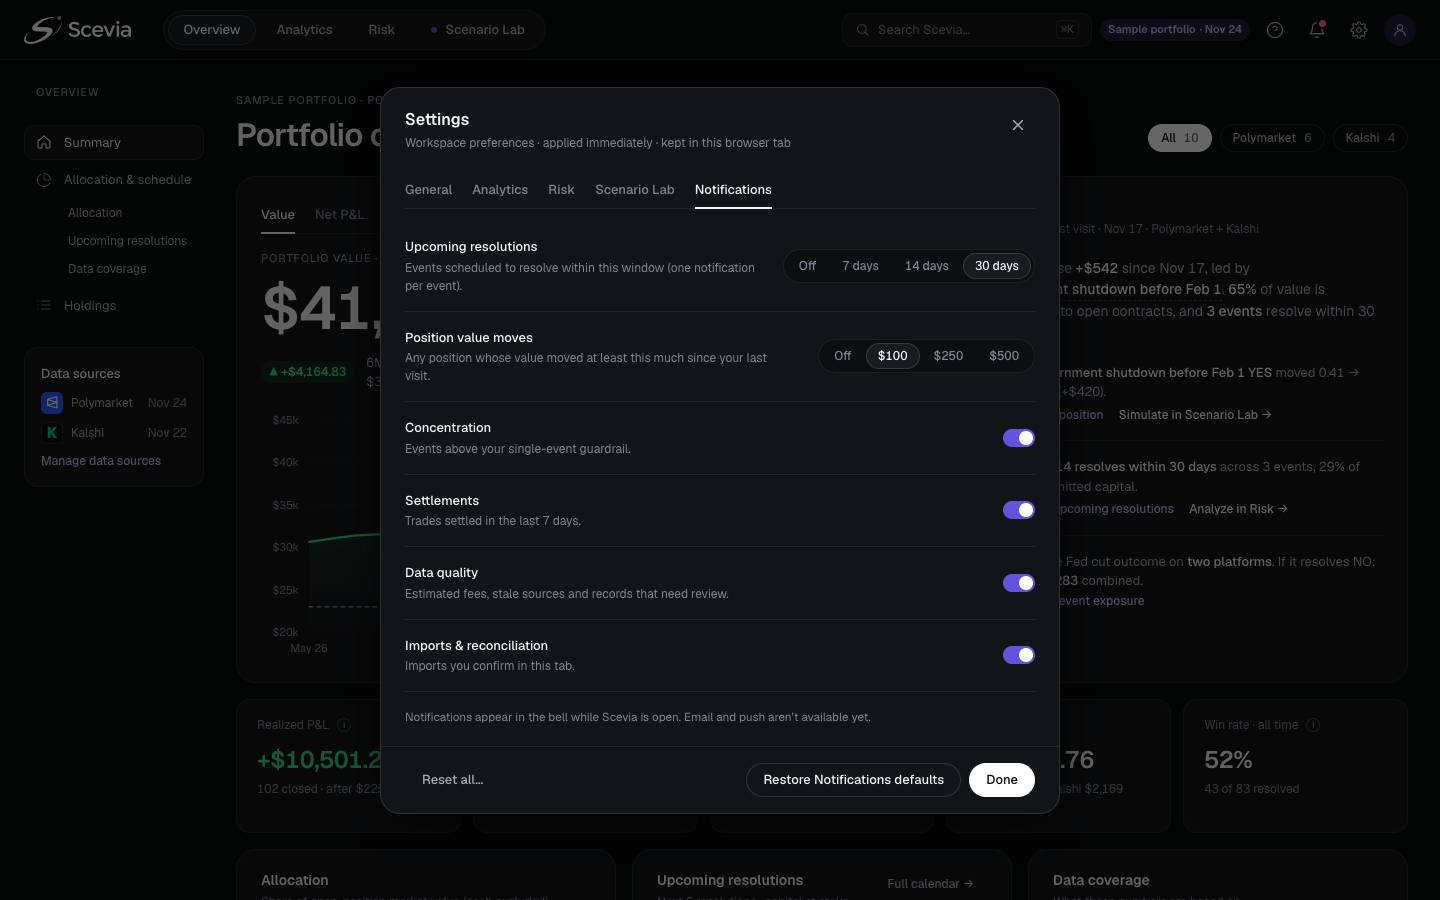 Scevia
Overview
Analytics
Risk
Scenario Lab
Search Scevia...
⌘K
Sample portfolio · Nov 24
OVERVIEW
Summary
Allocation & schedule
Allocation
Upcoming resolutions
Data coverage
Holdings
Data sources
Polymarket Nov 24
Kalshi Nov 22
Manage data sources
SAMPLE PORTFOLIO
Portfolio
All 10
Polymarket 6
Kalshi 4
Value
Net P&L
PORTFOLIO VALUE
$41,
▲ +$4,164.83
$45k
$40k
$35k
$30k
$25k
$20k
May 26
Settings
Workspace preferences · applied immediately · kept in this browser tab
General
Analytics
Risk
Scenario Lab
Notifications
Upcoming resolutions
Events scheduled to resolve within this window (one notification
per event).
Off
7 days
14 days
30 days
Position value moves
Any position whose value moved at least this much since your last
visit.
Off
$100
$250
$500
Concentration
Events above your single-event guardrail.
Settlements
Trades settled in the last 7 days.
Data quality
Estimated fees, stale sources and records that need review.
Imports & reconciliation
Imports you confirm in this tab.
Notifications appear in the bell while Scevia is open. Email and push aren't available yet.
Reset all...
Restore Notifications defaults
Done
st visit · Nov 17 · Polymarket + Kalshi
se +$542 since Nov 17, led by
nt shutdown before Feb 1. 65% of value is
to open contracts, and 3 events resolve within 30
rnment shutdown before Feb 1 YES moved 0.41 →
(+$420).
position
Simulate in Scenario Lab →
14 resolves within 30 days across 3 events, 29% of
mitted capital.
pcoming resolutions
Analyze in Risk →
Fed cut outcome on two platforms. If it resolves NO:
283 combined.
event exposure
Realized P&L
+$10,501.2
102 closed · after $22
.76
alshi $2,169
Win rate · all time
52%
43 of 83 resolved
Allocation
Upcoming resolutions
Full calendar →
Data coverage